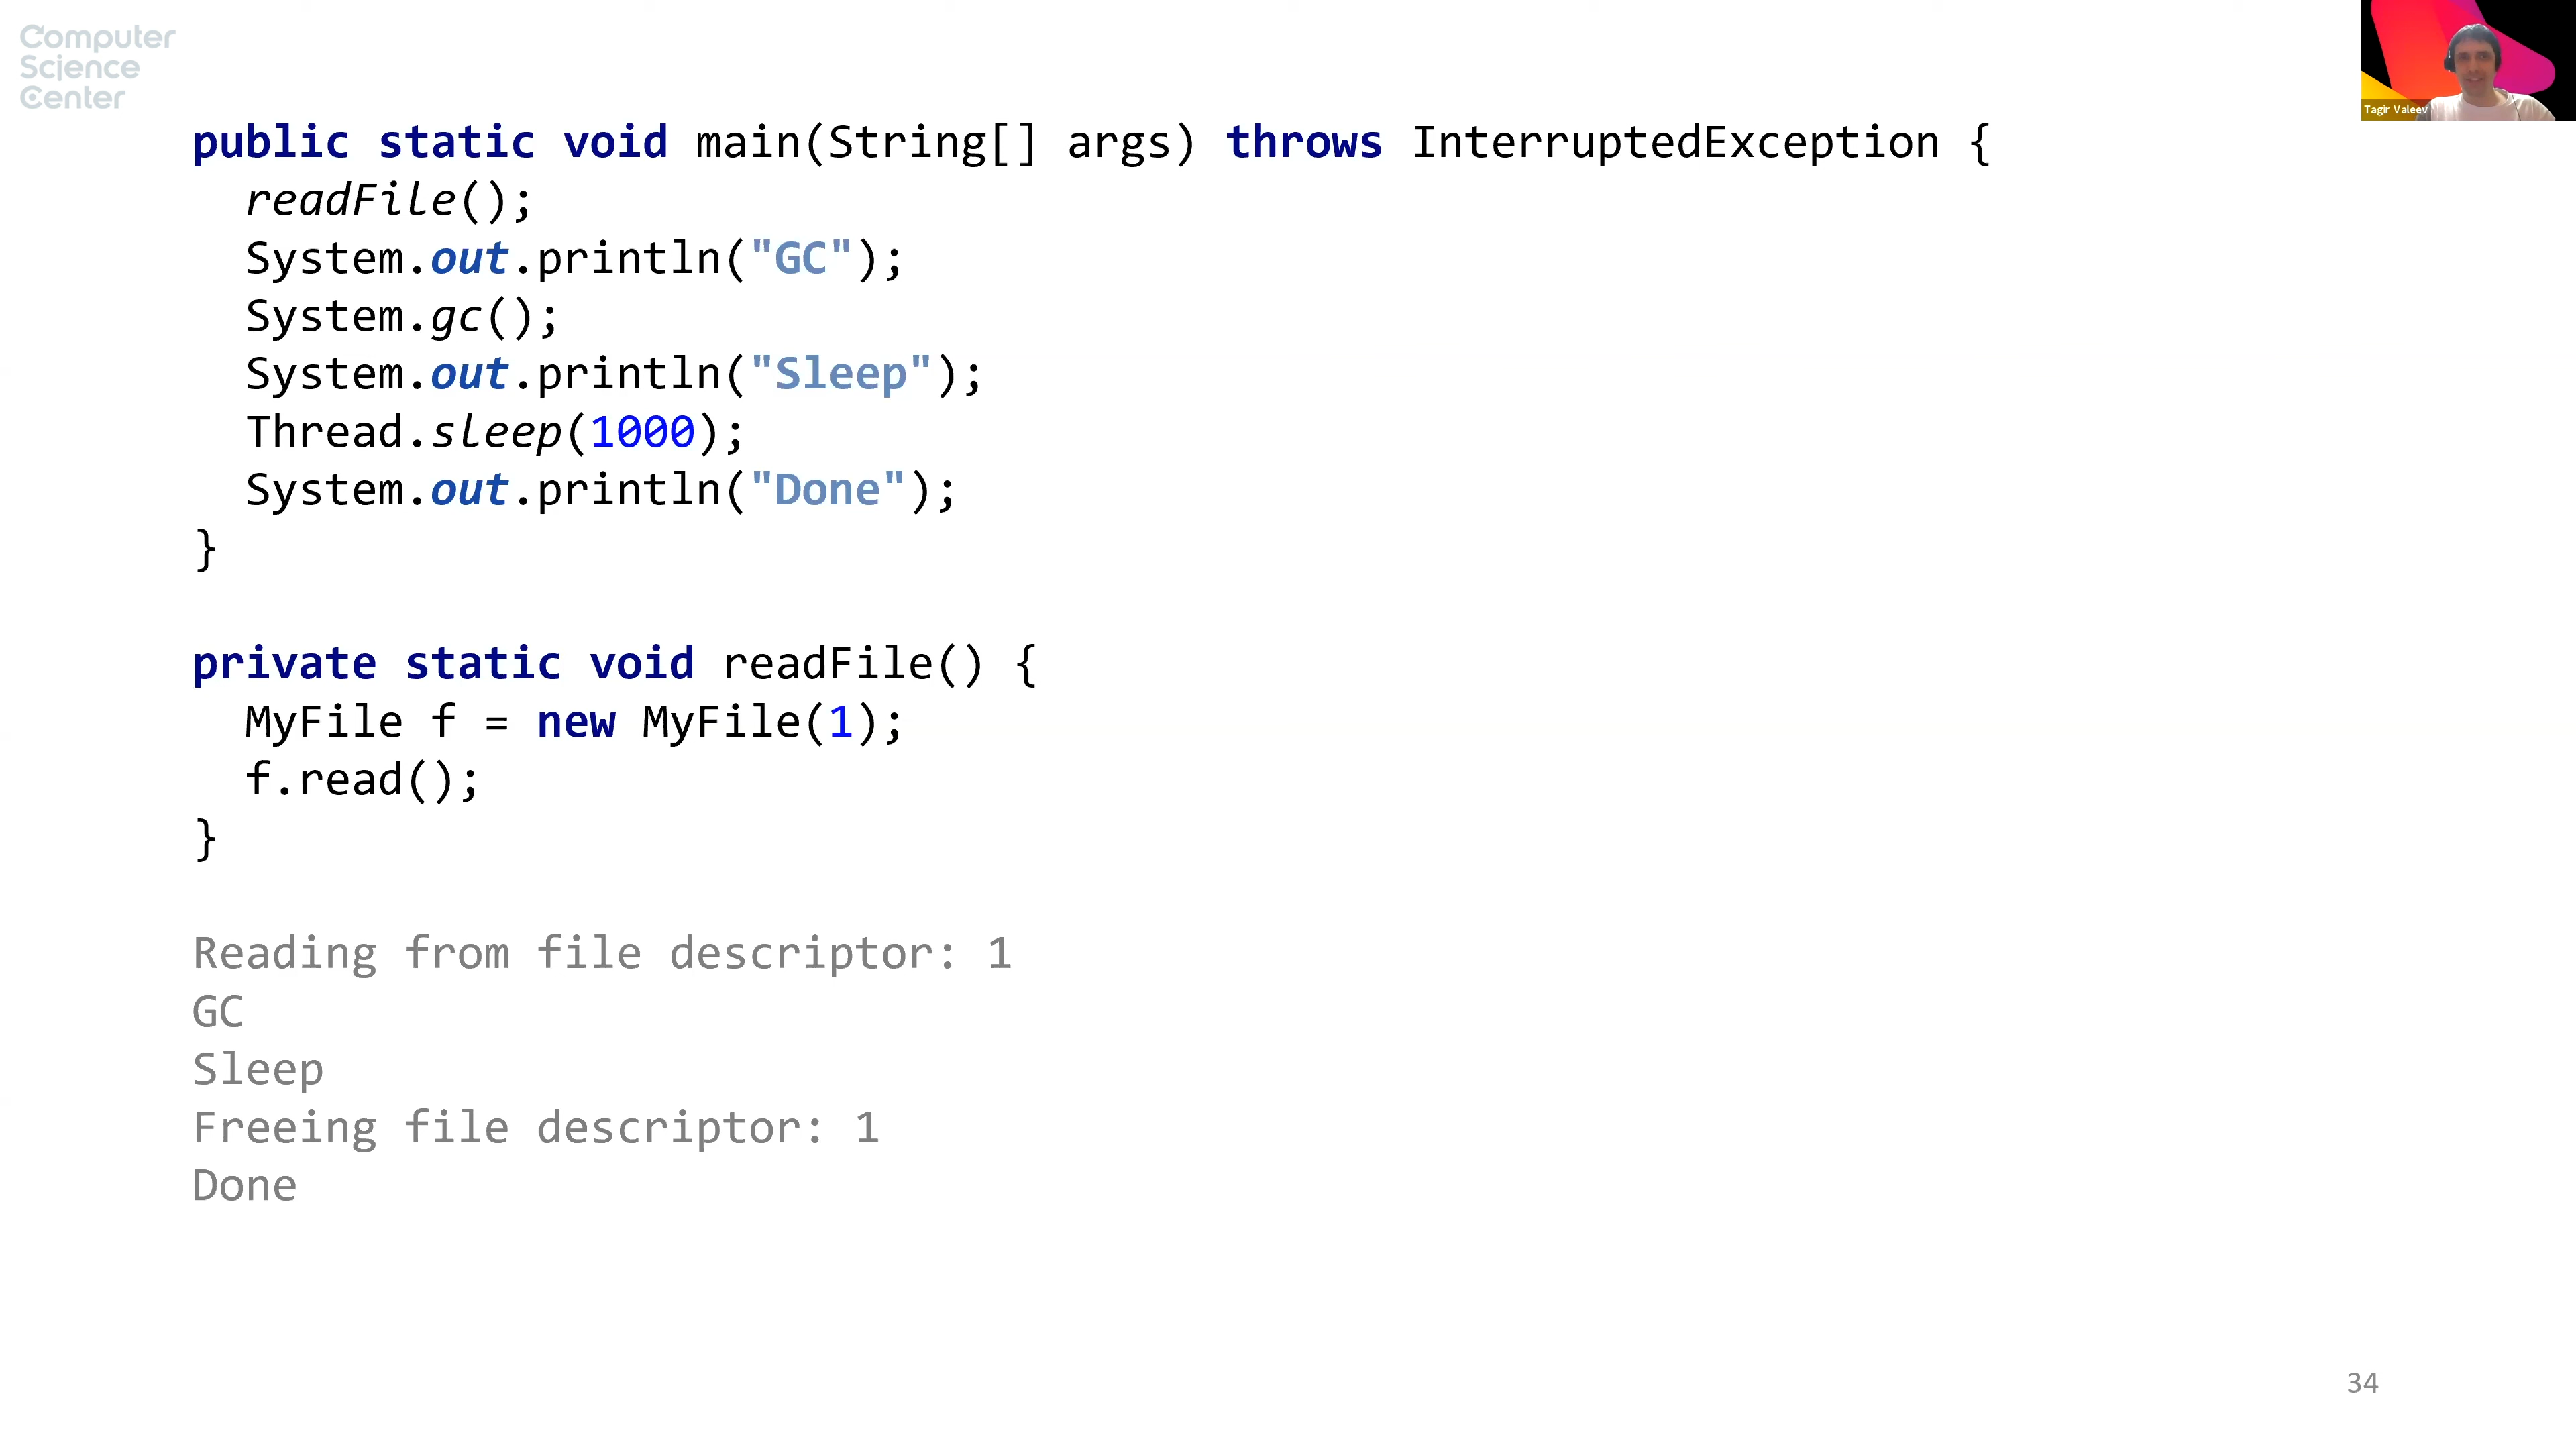 Computer
Science
Center
Tagir Valeev
public static void main(String[] args) throws InterruptedException {
  readFile();
  System.out.println("GC");
  System.gc();
  System.out.println("Sleep");
  Thread.sleep(1000);
  System.out.println("Done");
}
private static void readFile() {
  MyFile f = new MyFile(1);
  f.read();
}
Reading from file descriptor: 1
GC
Sleep
Freeing file descriptor: 1
Done
34